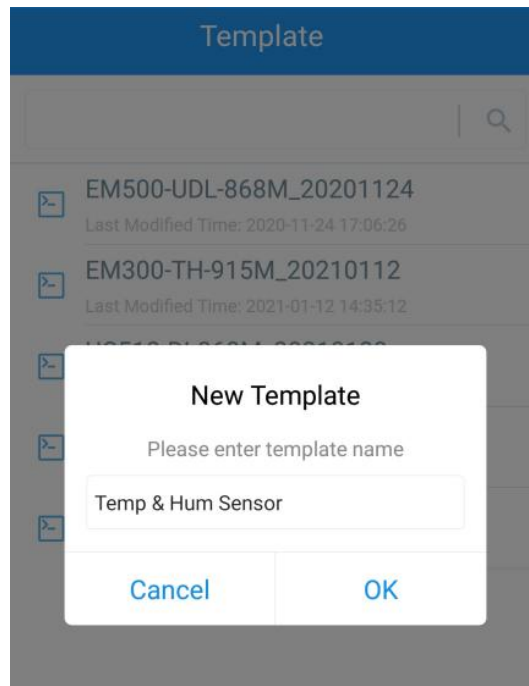 Template
EM500-UDL-868M_20201124
Last Modified Time: 2020-11-24 17:06:26
EM300-TH-915M_20210112
Last Modified Time: 2021-01-12 14:35:12
New Template
Please enter template name
Temp & Hum Sensor
Cancel
OK